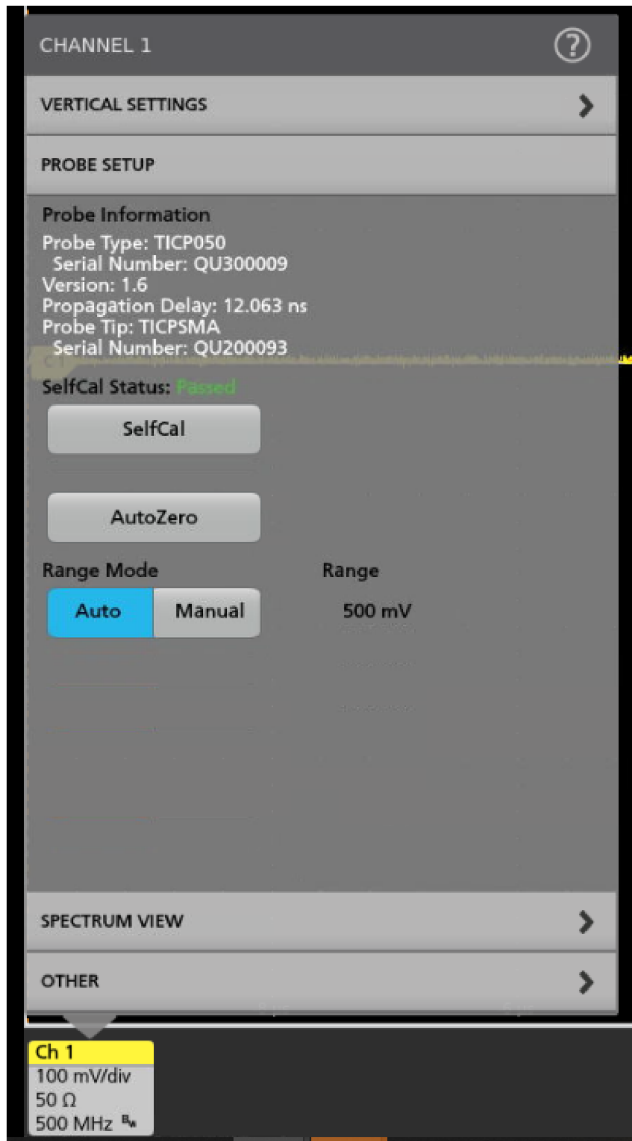 CHANNEL 1
?
VERTICAL SETTINGS
PROBE SETUP
Probe Information
Probe Type: TICP050
Serial Number: QU300009
Version: 1.6
Propagation Delay: 12.063 ns
Probe Tip: TICPSMA
Serial Number: QU200093
C1
SelfCal Status: Passed
SelfCal
AutoZero
Range Mode
Range
Auto
Manual
500 mV
SPECTRUM VIEW
OTHER
Ch 1
100 mV/div
50 Ω
500 MHz Bw